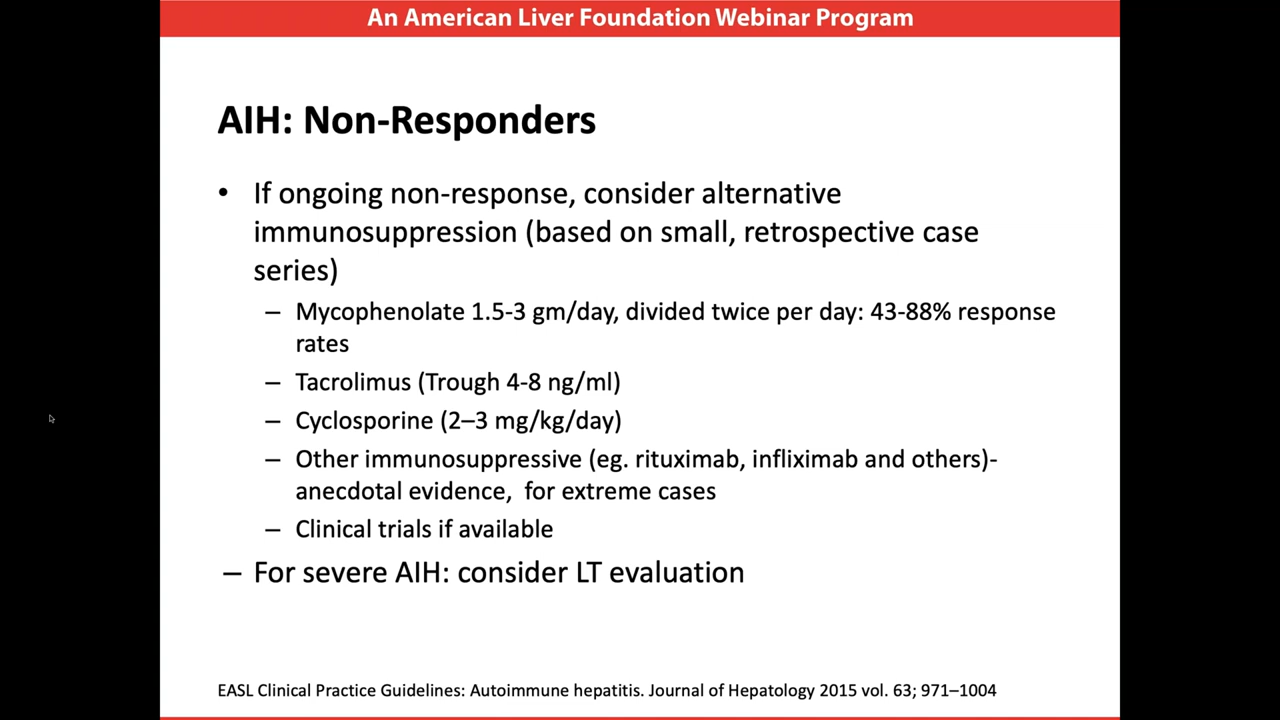 An American Liver Foundation Webinar Program
AIH: Non-Responders
• If ongoing non-response, consider alternative
immunosuppression (based on small, retrospective case
series)
– Mycophenolate 1.5-3 gm/day, divided twice per day: 43-88% response
rates
– Tacrolimus (Trough 4-8 ng/ml)
– Cyclosporine (2–3 mg/kg/day)
– Other immunosuppressive (eg. rituximab, infliximab and others)-
anecdotal evidence,  for extreme cases
– Clinical trials if available
– For severe AIH: consider LT evaluation
EASL Clinical Practice Guidelines: Autoimmune hepatitis. Journal of Hepatology 2015 vol. 63; 971–1004